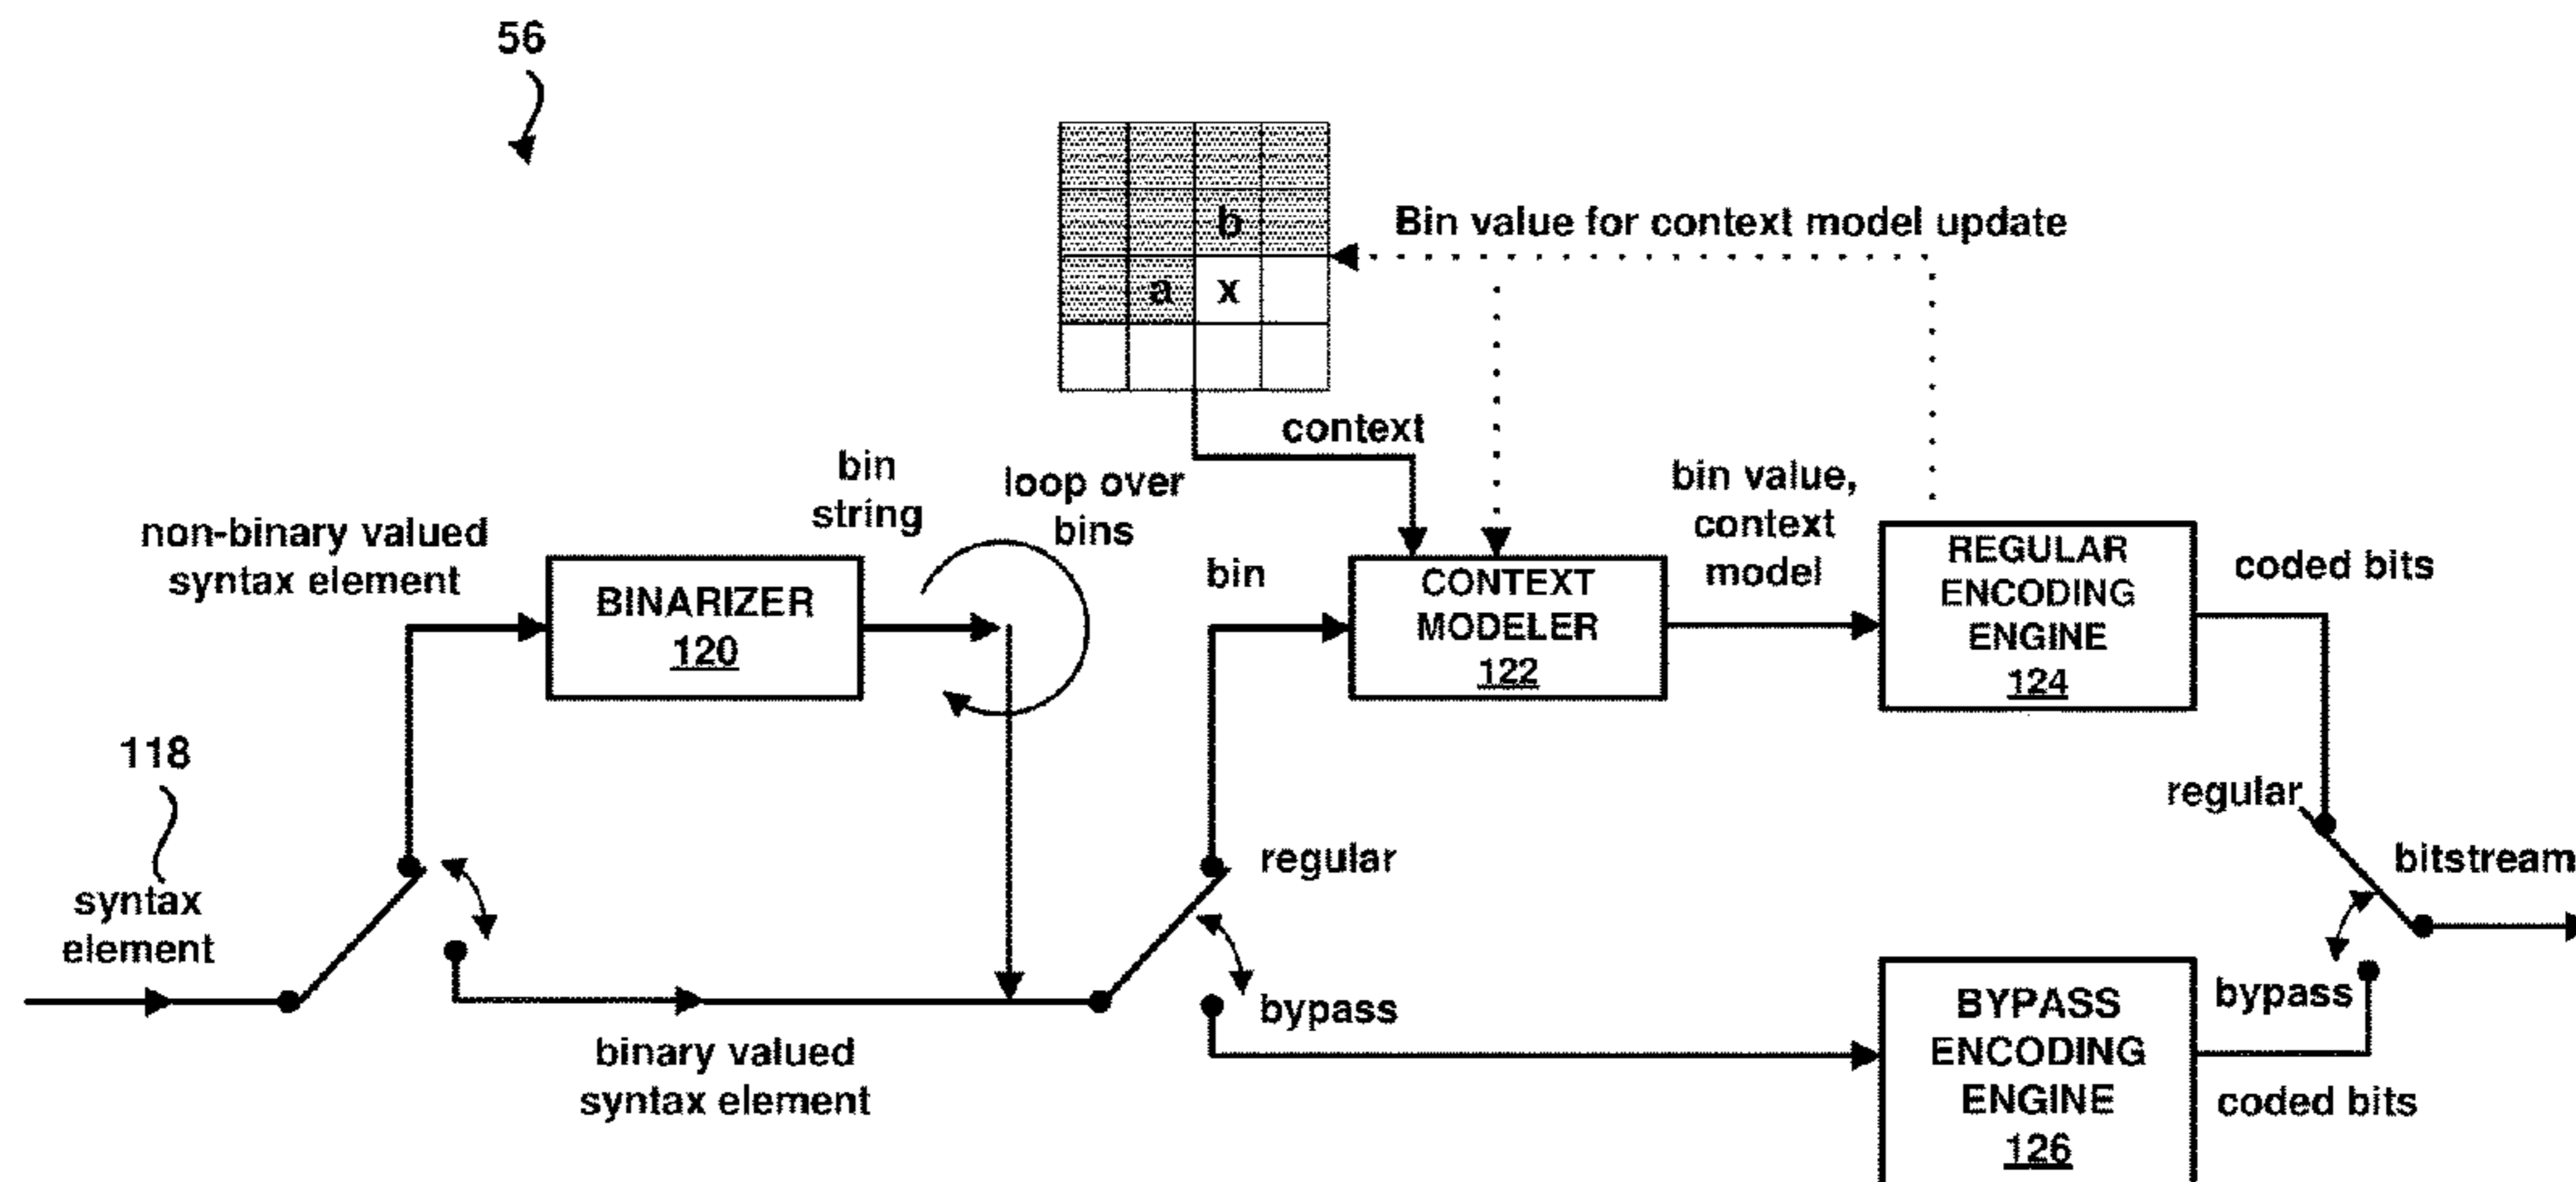 56
b
Bin value for context model update
a
x
context
bin
string
loop over
bins
bin value,
context
model
non-binary valued
syntax element
BINARIZER
120
bin
CONTEXT
MODELER
122
REGULAR
ENCODING
ENGINE
124
coded bits
118
syntax
element
regular
regular
bitstream
bypass
bypass
binary valued
syntax element
BYPASS
ENCODING
ENGINE
126
coded bits